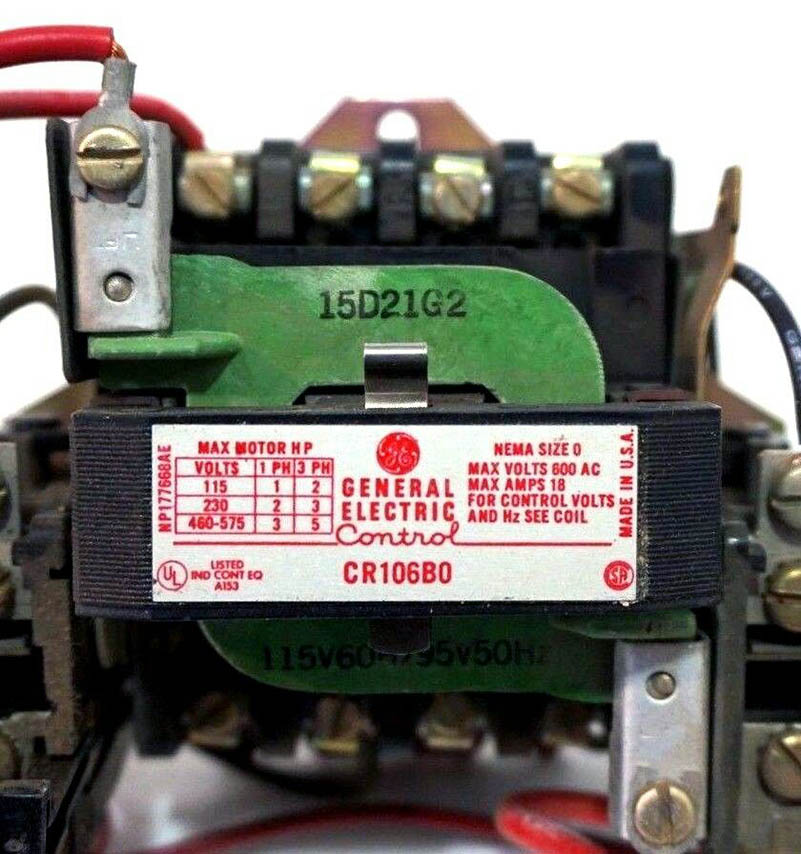 15D21G2
NP177668AE
MAX MOTOR HP
VOLTS 1 PH 3 PH
115 1 2
230 2 3
460-575 3 5
GE
GENERAL
ELECTRIC
Control
NEMA SIZE 0
MAX VOLTS 600 AC
MAX AMPS 18
FOR CONTROL VOLTS
AND Hz SEE COIL
MADE IN U.S.A.
UL
LISTED
IND CONT EQ
A153
CR106B0
SA
115V60 95V50Hz